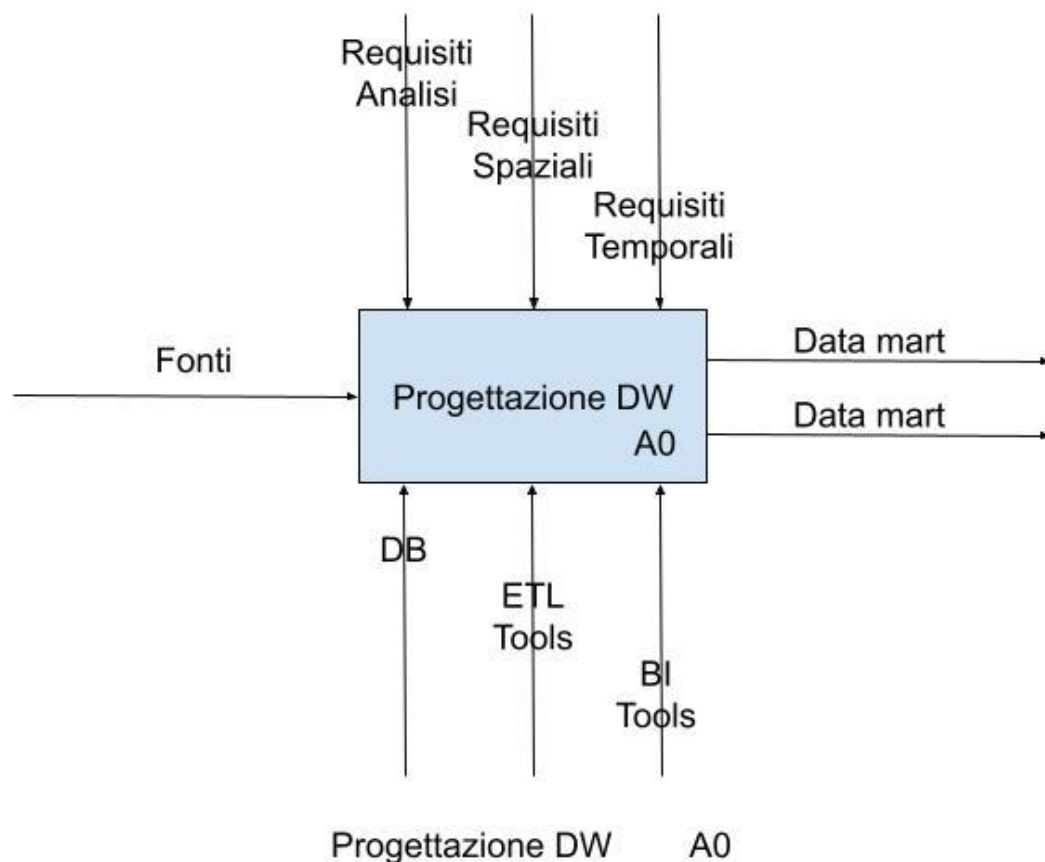 Requisiti
Analisi
Requisiti
Spaziali
Requisiti
Temporali
Fonti
Progettazione DW
A0
Data mart
Data mart
DB
ETL
Tools
BI
Tools
Progettazione DW A0